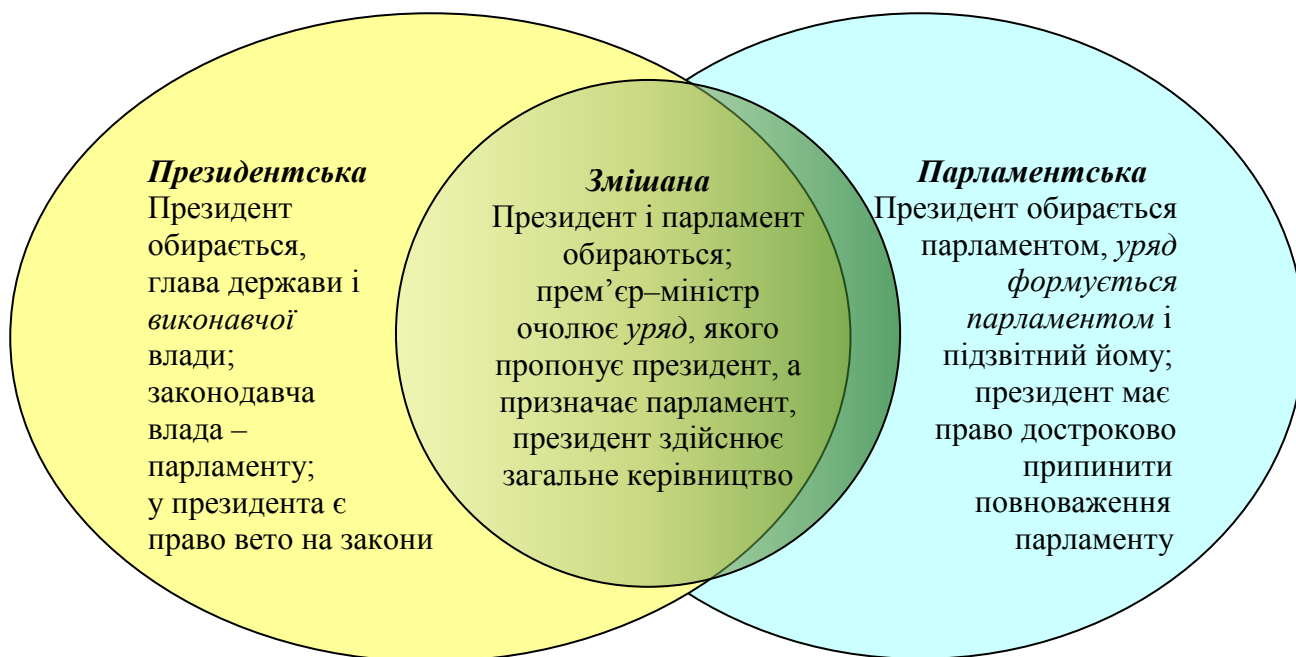 Президентська
Президент
обирається,
глава держави і
виконавчої
влади;
законодавча
влада –
парламенту;
у президента є
право вето на закони
Змішана
Президент і парламент
обираються;
прем’єр–міністр
очолює уряд, якого
пропонує президент, а
призначає парламент,
президент здійснює
загальне керівництво
Парламентська
Президент обирається
парламентом, уряд
формується
парламентом і
підзвітний йому;
президент має
право достроково
припинити
повноваження
парламенту